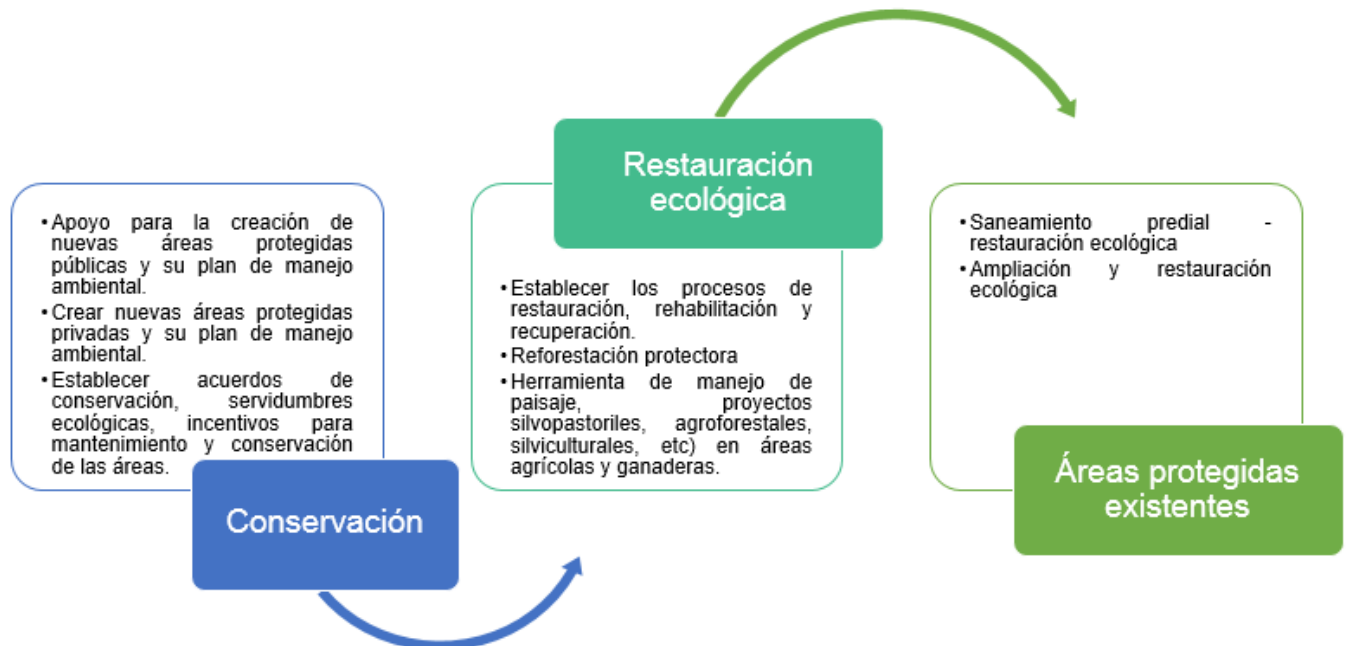 • Apoyo para la creación de
nuevas áreas protegidas
públicas y su plan de manejo
ambiental.
• Crear nuevas áreas protegidas
privadas y su plan de manejo
ambiental.
• Establecer acuerdos de
conservación, servidumbres
ecológicas, incentivos para
mantenimiento y conservación
de las áreas.
Conservación
Restauración
ecológica
• Establecer los procesos de
restauración, rehabilitación y
recuperación.
• Reforestación protectora
• Herramienta de manejo de
paisaje, proyectos
silvopastoriles, agroforestales,
silviculturales, etc) en áreas
agrícolas y ganaderas.
• Saneamiento predial -
restauración ecológica
• Ampliación y restauración
ecológica
Áreas protegidas
existentes